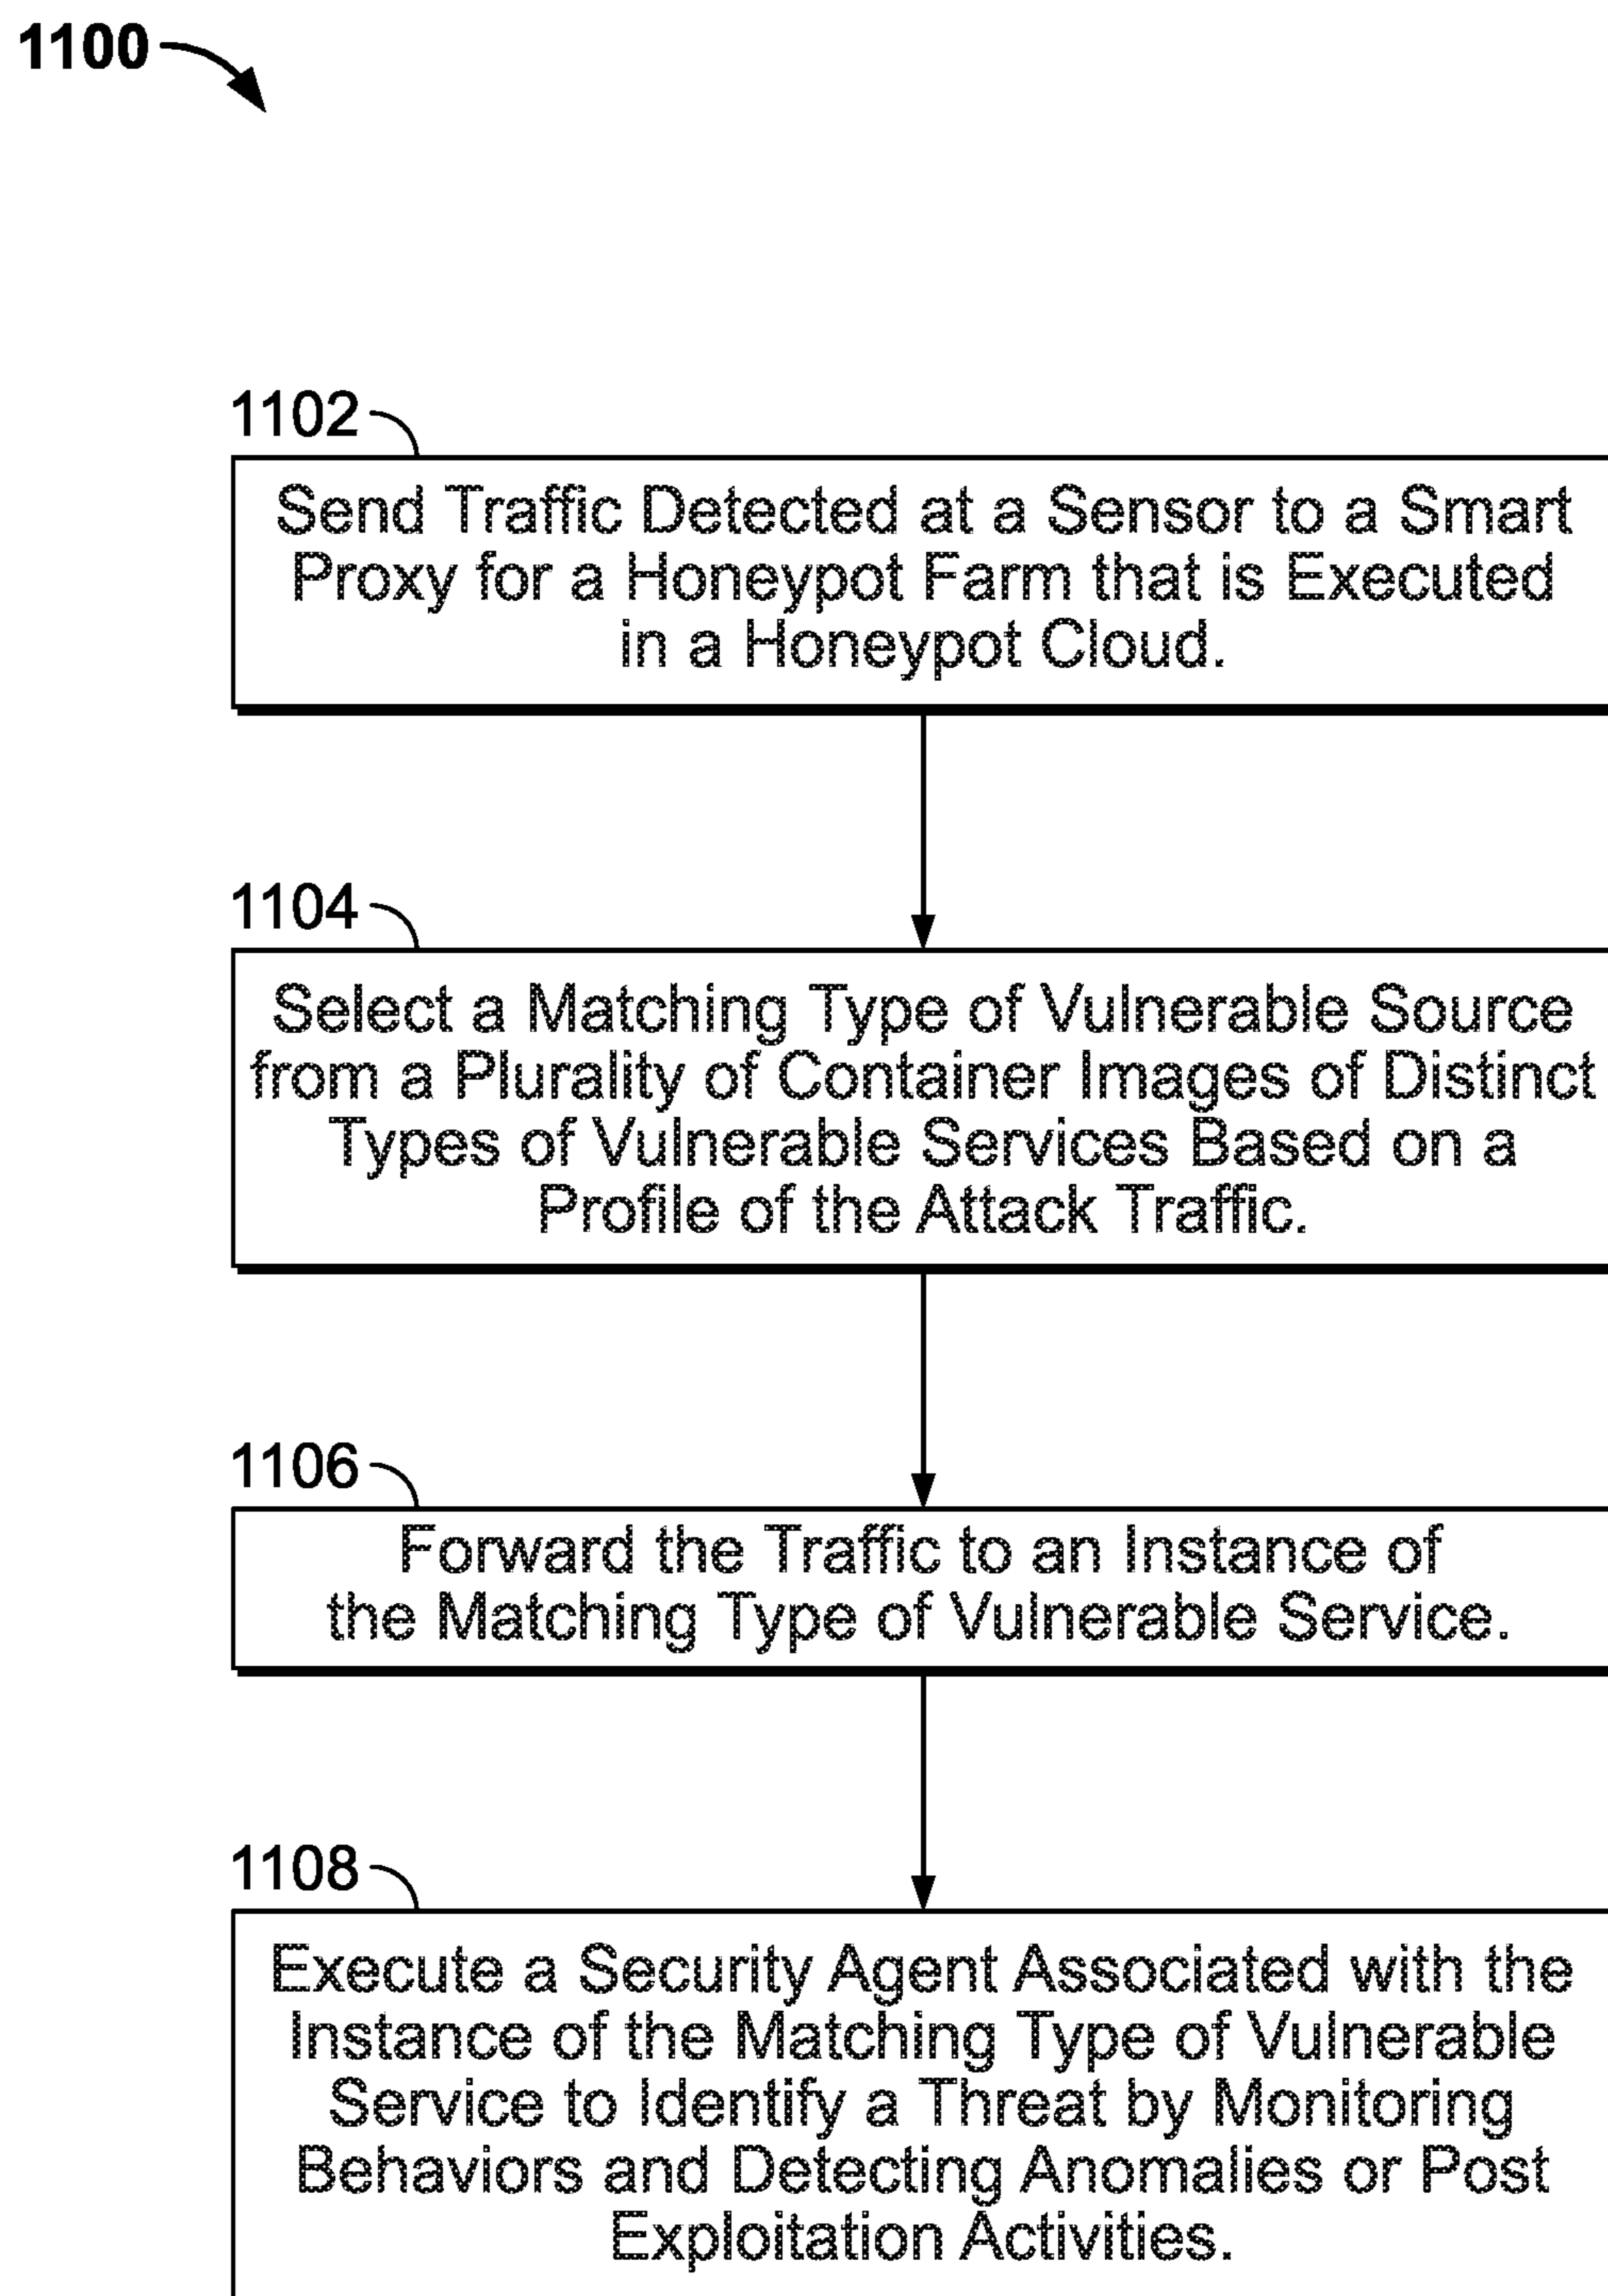 1100
1102
Send Traffic Detected at a Sensor to a Smart
Proxy for a Honeypot Farm that is Executed
in a Honeypot Cloud.
1104
Select a Matching Type of Vulnerable Source
from a Plurality of Container Images of Distinct
Types of Vulnerable Services Based on a
Profile of the Attack Traffic.
1106
Forward the Traffic to an Instance of
the Matching Type of Vulnerable Service.
1108
Execute a Security Agent Associated with the
Instance of the Matching Type of Vulnerable
Service to Identify a Threat by Monitoring
Behaviors and Detecting Anomalies or Post
Exploitation Activities.